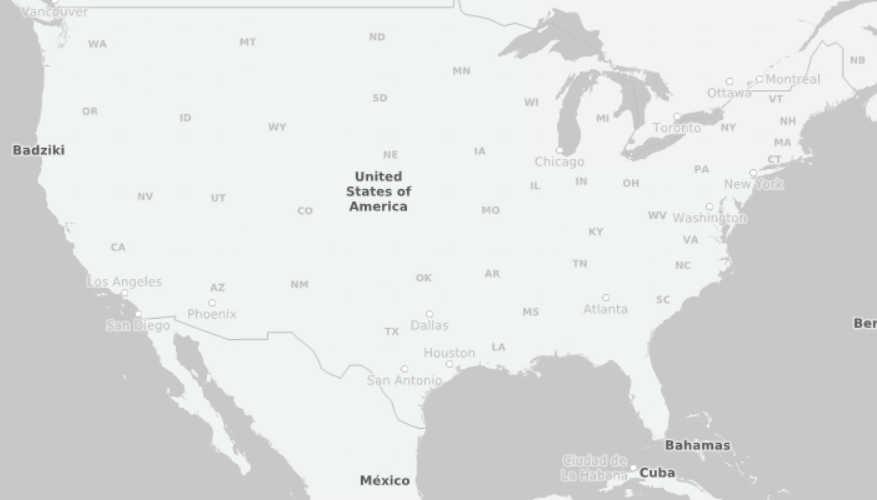 Vancouver
WA
MT
ND
MN
NB
OR
ID
WY
SD
WI
MI
Ottawa
Montréal
Toronto
VT
NH
NY
MA
CT
Badziki
NE
IA
Chicago
United
States of
America
NV
UT
CO
MO
IL
IN
OH
PA
New York
KY
WV
Washington
VA
CA
Los Angeles
San Diego
AZ
Phoenix
NM
OK
AR
TN
NC
SC
TX
Dallas
MS
Atlanta
LA
Houston
San Antonio
Ber
Bahamas
Ciudad de
La Habana
Cuba
México